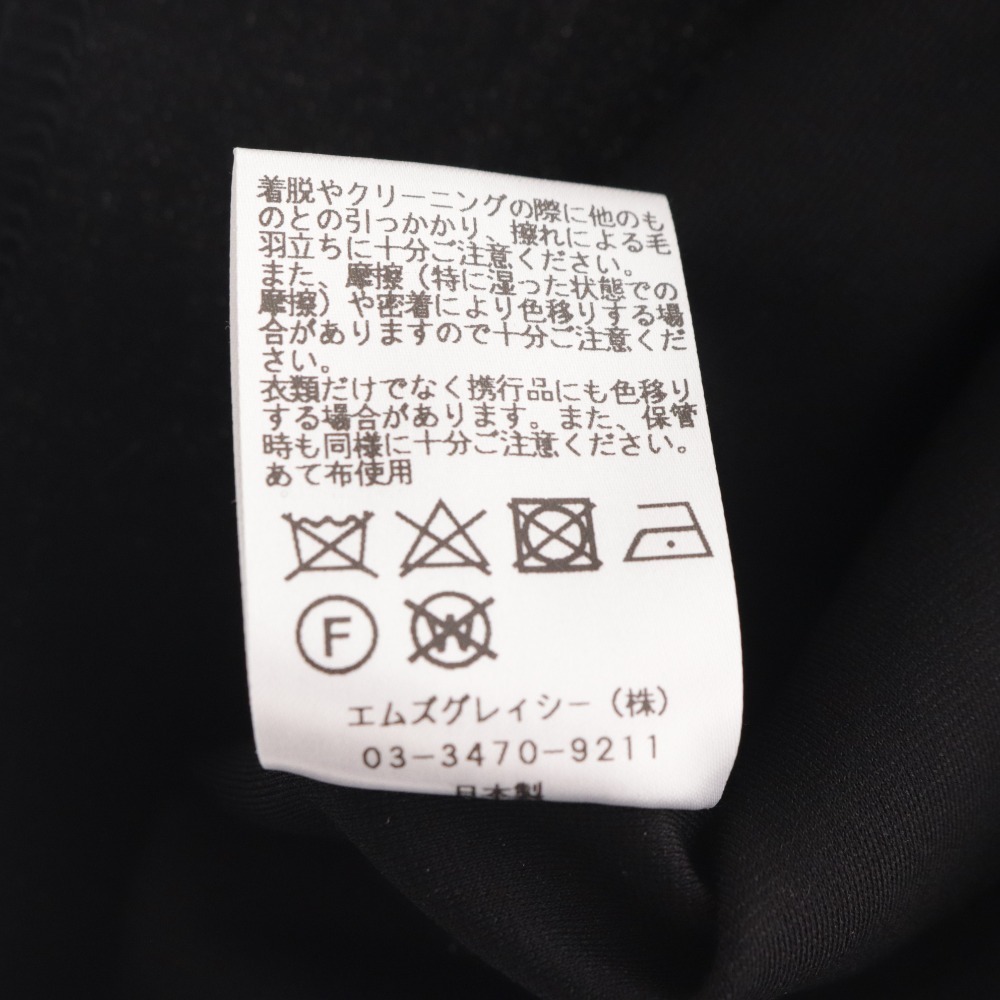 着脱やクリーニングの際に他のも
のとの引っかかり、擦れによる毛
羽立ちに十分ご注意ください。
また、摩擦（特に湿った状態での
摩擦）や密着により色移りする場
合がありますので十分ご注意くだ
さい。
衣類だけでなく携行品にも色移り
する場合があります。また、保管
時も同様に十分ご注意ください。
あて布使用
F
W
エムズグレイシー（株）
03-3470-9211
日本製